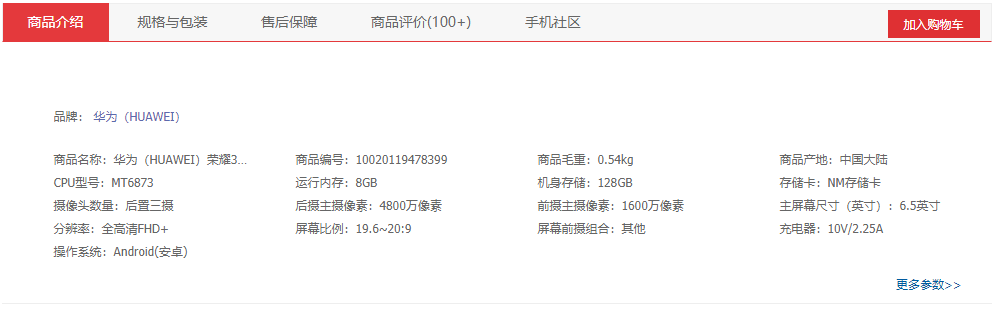 商品介绍 规格与包装 售后保障 商品评价(100+) 手机社区 加入购物车
品牌： 华为（HUAWEI）
商品名称：华为（HUAWEI）荣耀3... 商品编号：10020119478399 商品毛重：0.54kg 商品产地：中国大陆
CPU型号：MT6873 运行内存：8GB 机身存储：128GB 存储卡：NM存储卡
摄像头数量：后置三摄 后摄主摄像素：4800万像素 前摄主摄像素：1600万像素 主屏幕尺寸（英寸）：6.5英寸
分辨率：全高清FHD+ 屏幕比例：19.6~20:9 屏幕前摄组合：其他 充电器：10V/2.25A
操作系统：Android(安卓)
更多参数>>